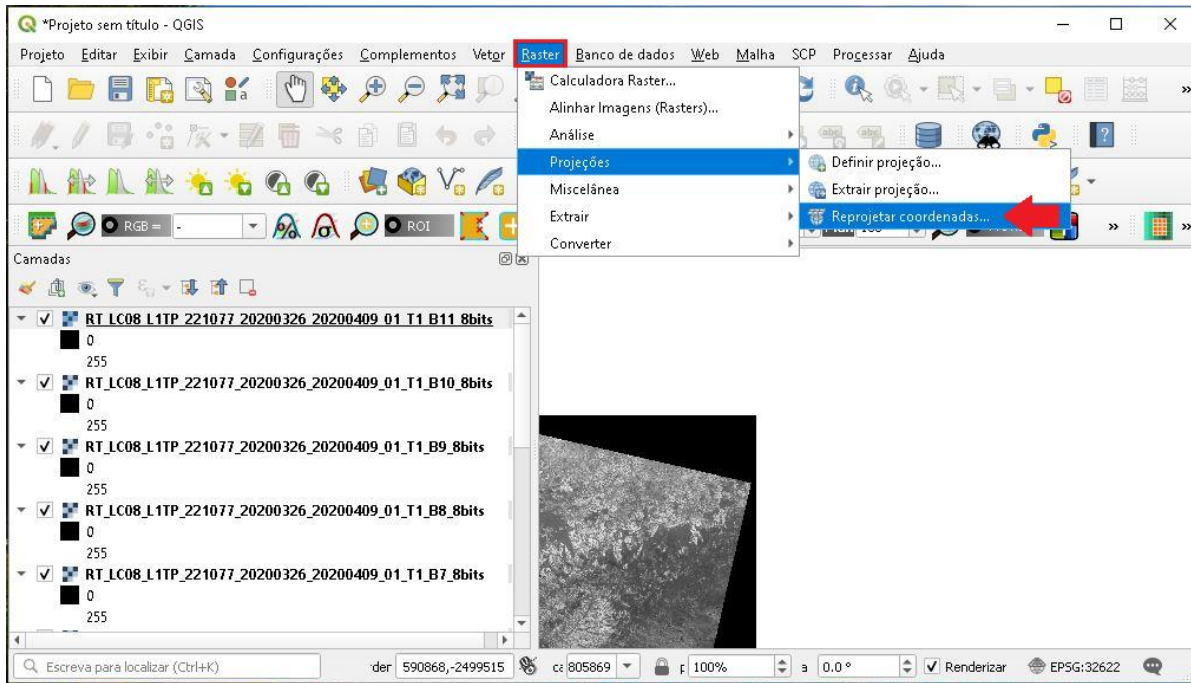 *Projeto sem título - QGIS
Projeto Editar Exibir Camada Configurações Complementos Vetor Raster Banco de dados Web Malha SCP Processar Ajuda
Calculadora Raster...
Alinhar Imagens (Rasters)...
Análise
Projeções
Miscelânea
Extrair
Converter
Definir projeção...
Extrair projeção...
Reprojetar coordenadas...
RGB = -
ROI
Camadas
RT_LC08_L1TP_221077_20200326_20200409_01_T1_B11_8bits
0
255
RT_LC08_L1TP_221077_20200326_20200409_01_T1_B10_8bits
0
255
RT_LC08_L1TP_221077_20200326_20200409_01_T1_B9_8bits
0
255
RT_LC08_L1TP_221077_20200326_20200409_01_T1_B8_8bits
0
255
RT_LC08_L1TP_221077_20200326_20200409_01_T1_B7_8bits
0
255
Escreva para localizar (Ctrl+K) der 590868,-2499515 ca 805869 100% a 0.0 ° Renderizar EPSG:32622